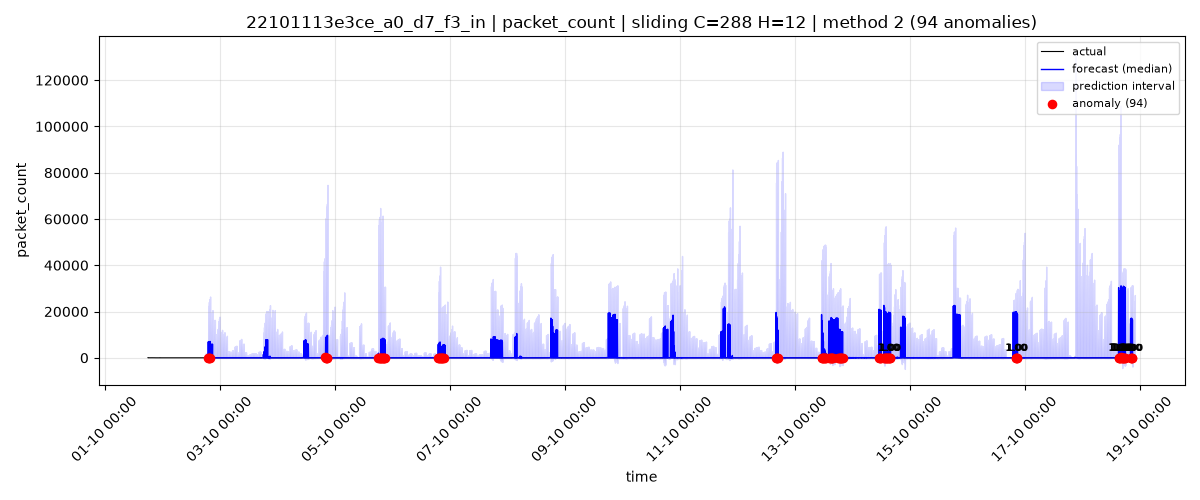 22101113e3ce_a0_d7_f3_in | packet_count | sliding C=288 H=12 | method 2 (94 anomalies)
actual
forecast (median)
prediction interval
anomaly (94)
packet_count
120000
100000
80000
60000
40000
20000
0
1.00
01-10 00:00
03-10 00:00
05-10 00:00
07-10 00:00
09-10 00:00
11-10 00:00
13-10 00:00
15-10 00:00
17-10 00:00
19-10 00:00
time